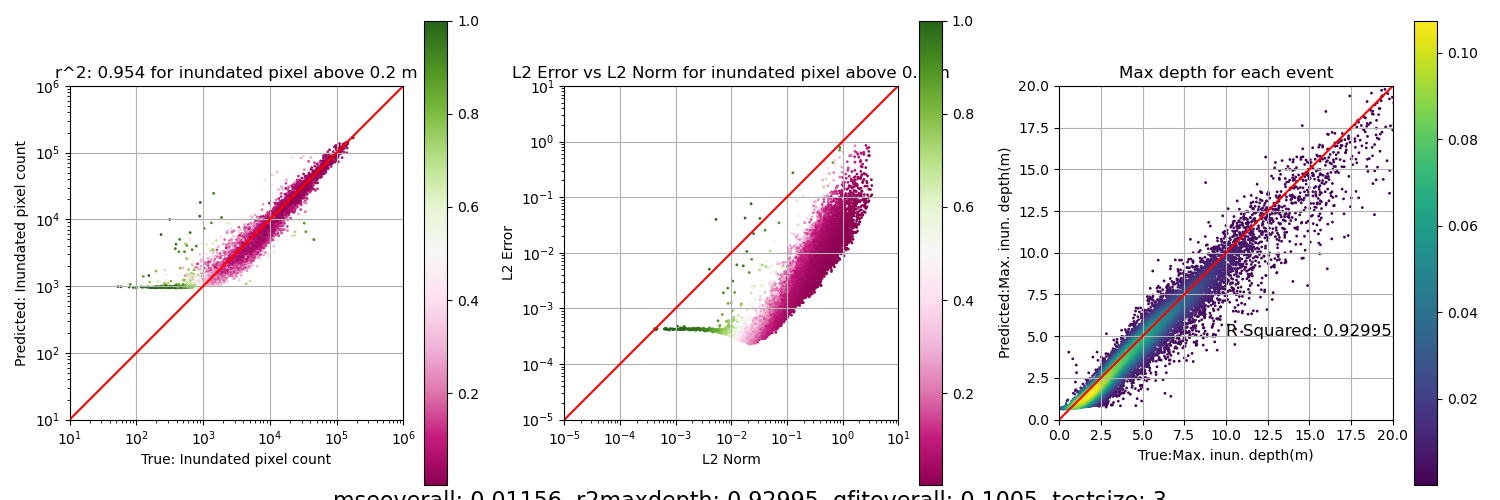 r^2: 0.954 for inundated pixel above 0.2 m
L2 Error vs L2 Norm for inundated pixel above 0.
m
Max depth for each event
Predicted: Inundated pixel count
10^6
10^5
10^4
10^3
10^2
10^1
10^1 10^2 10^3 10^4 10^5 10^6
True: Inundated pixel count
1.0
0.8
0.6
0.4
0.2
L2 Error
10^1
10^0
10^-1
10^-2
10^-3
10^-4
10^-5
10^-5 10^-4 10^-3 10^-2 10^-1 10^0 10^1
L2 Norm
1.0
0.8
0.6
0.4
0.2
Predicted:Max. inun. depth(m)
20.0
17.5
15.0
12.5
10.0
7.5
5.0
2.5
0.0
R-Squared: 0.92995
0.0 2.5 5.0 7.5 10.0 12.5 15.0 17.5 20.0
True:Max. inun. depth(m)
0.10
0.08
0.06
0.04
0.02
mseoverall: 0.01156, r2maxdepth: 0.92995, gfitoverall: 0.1005, testsize: 3